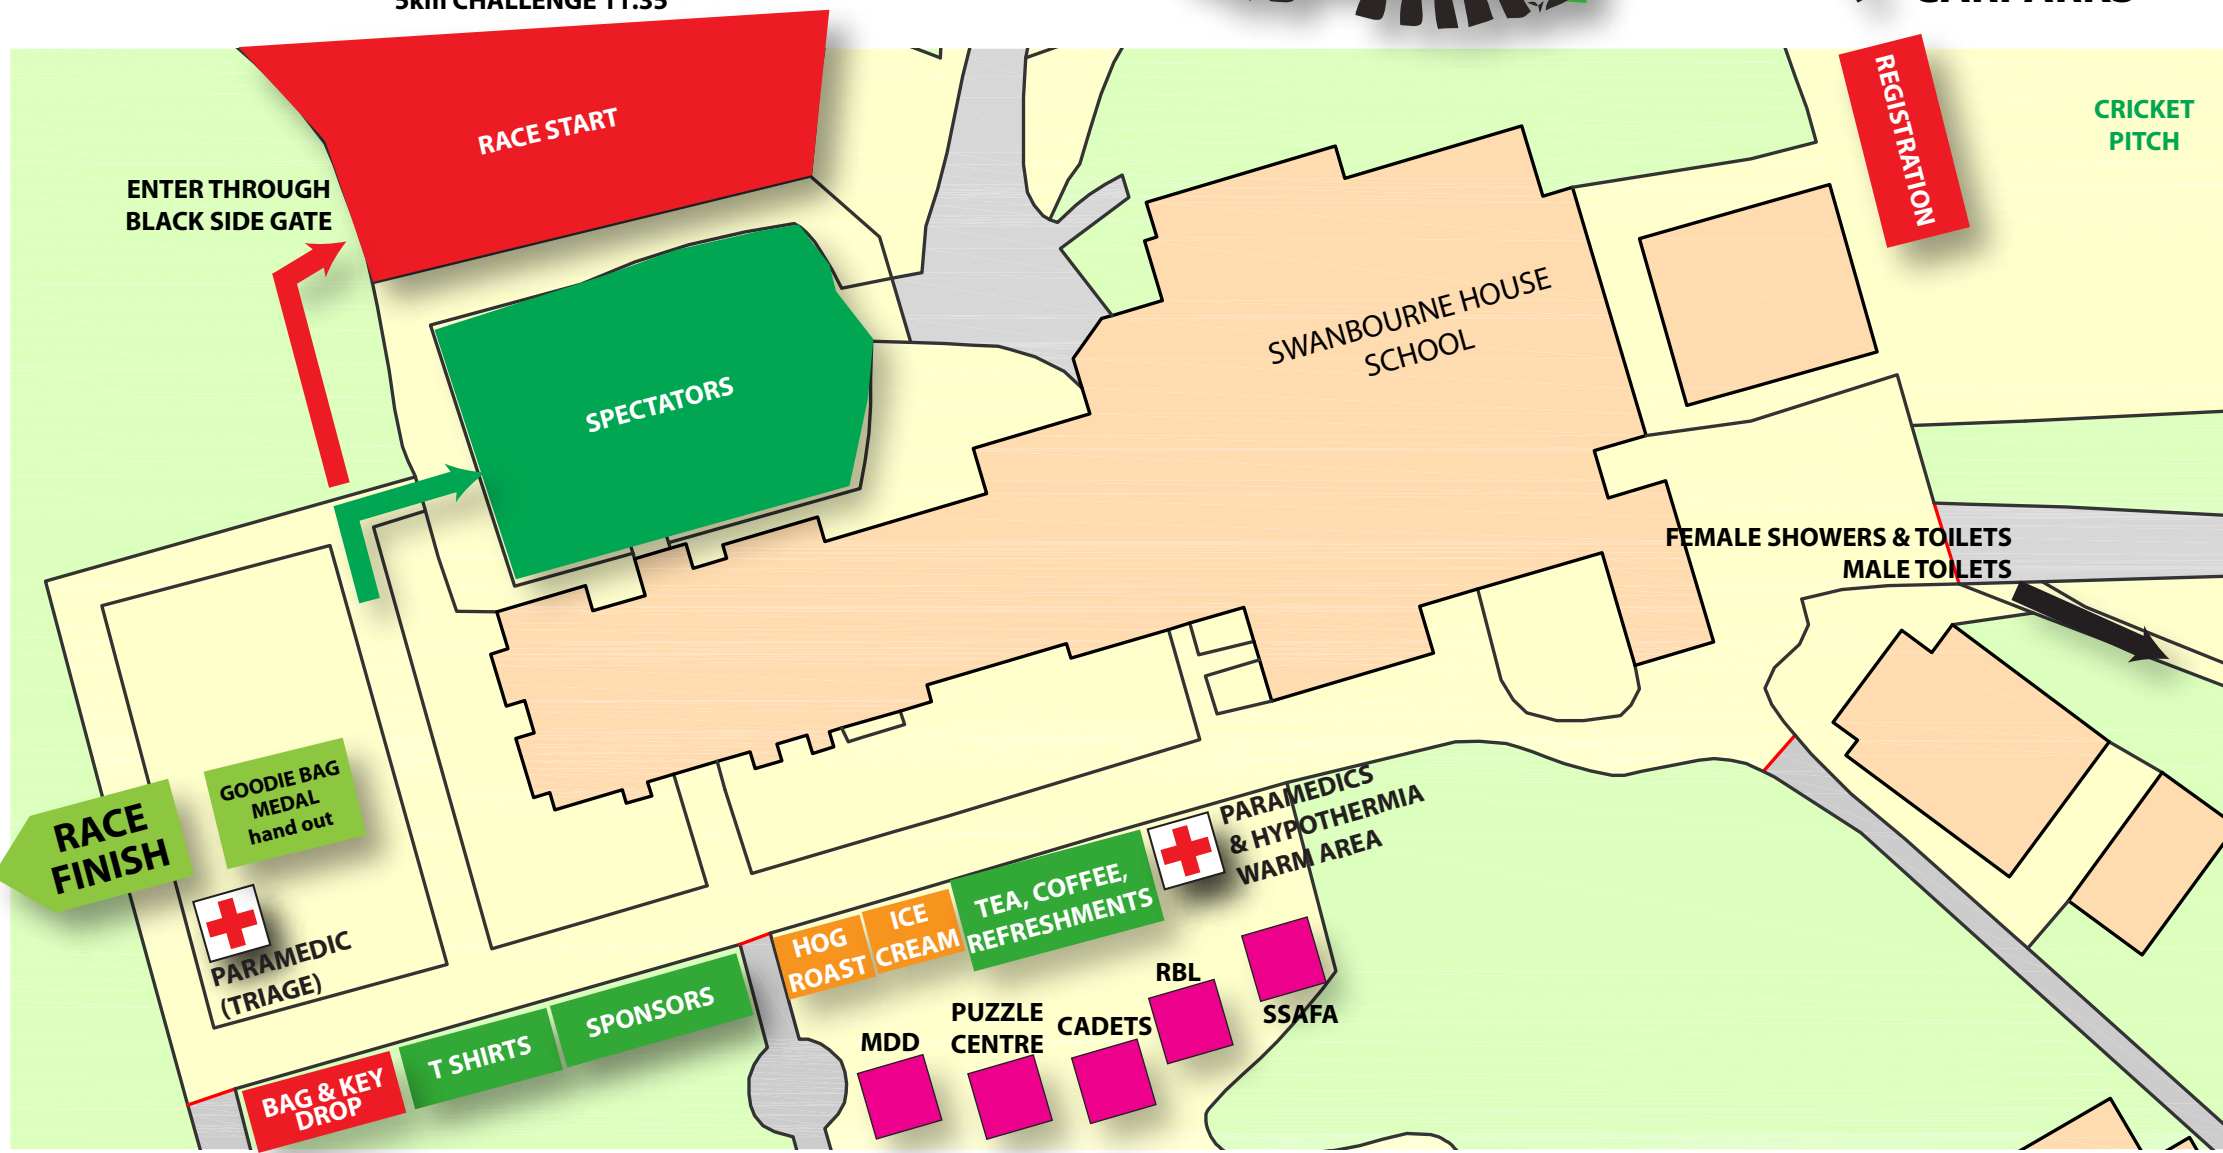 5km CHALLENGE 11.35
CARPARKS
RACE START
REGISTRATION
CRICKET
PITCH
ENTER THROUGH
BLACK SIDE GATE
SPECTATORS
SWANBOURNE HOUSE
SCHOOL
FEMALE SHOWERS & TOILETS
MALE TOILETS
GOODIE BAG
MEDAL
hand out
RACE
FINISH
PARAMEDIC
(TRIAGE)
PARAMEDICS
& HYPOTHERMIA
WARM AREA
TEA, COFFEE,
REFRESHMENTS
ICE
CREAM
HOG
ROAST
SPONSORS
T SHIRTS
BAG & KEY
DROP
MDD
PUZZLE
CENTRE
CADETS
RBL
SSAFA